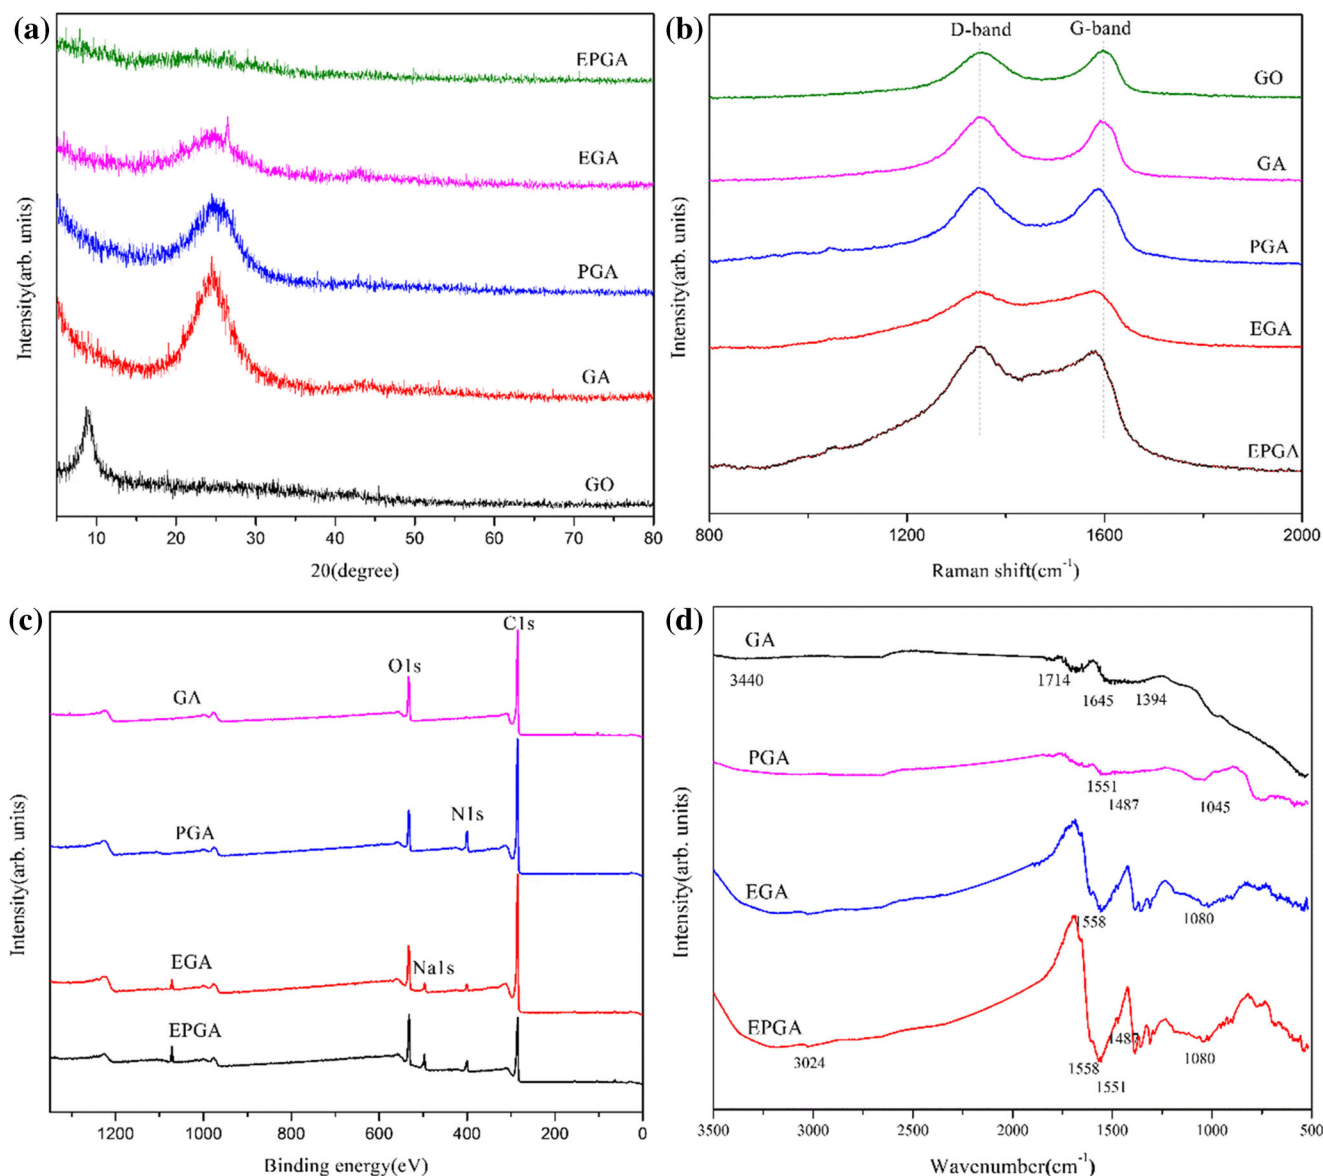 (a)
EPGA
EGA
PGA
GA
GO
Intensity(arb. units)
10 20 30 40 50 60 70 80
2θ(degree)
(b)
D-band G-band
GO
GA
PGA
EGA
EPGA
Intensity(arb. units)
800 1200 1600 2000
Raman shift(cm-1)
(c)
C1s
O1s
GA
N1s
PGA
EGA
Na1s
EPGA
Intensity(arb. units)
1200 1000 800 600 400 200 0
Binding energy(eV)
(d)
GA
3440 1714 1645 1394
PGA
1551
1487 1045
EGA
1558 1080
EPGA
1487
3024 1558 1080
1551
Intensity(arb. units)
3500 3000 2500 2000 1500 1000 500
Wavenumber(cm-1)